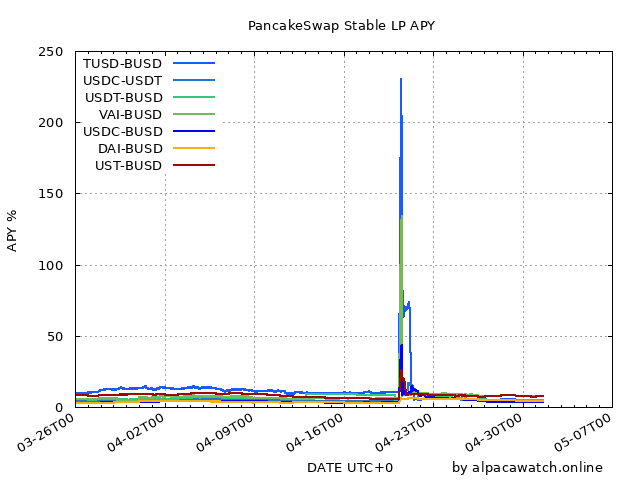 PancakeSwap Stable LP APY
250
200
150
100
50
0
APY %
TUSD-BUSD
USDC-USDT
USDT-BUSD
VAI-BUSD
USDC-BUSD
DAI-BUSD
UST-BUSD
03-26T00
04-02T00
04-09T00
04-16T00
04-23T00
04-30T00
05-07T00
DATE UTC+0
by alpacawatch.online